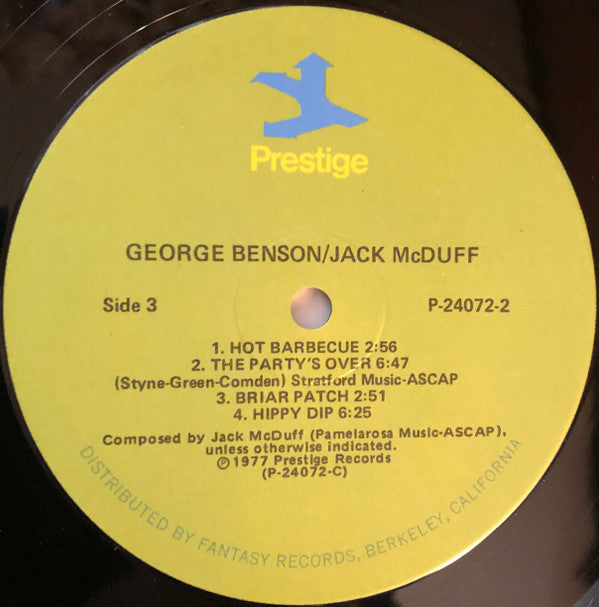 Prestige
GEORGE BENSON/JACK McDUFF
Side 3
P-24072-2
1. HOT BARBECUE 2:56
2. THE PARTY'S OVER 6:47
(Styne-Green-Comden) Stratford Music-ASCAP
3. BRIAR PATCH 2:51
4. HIPPY DIP 6:25
Composed by Jack McDuff (Pamelarosa Music-ASCAP),
unless otherwise indicated.
℗1977 Prestige Records
(P-24072-C)
DISTRIBUTED BY FANTASY RECORDS, BERKELEY, CALIFORNIA